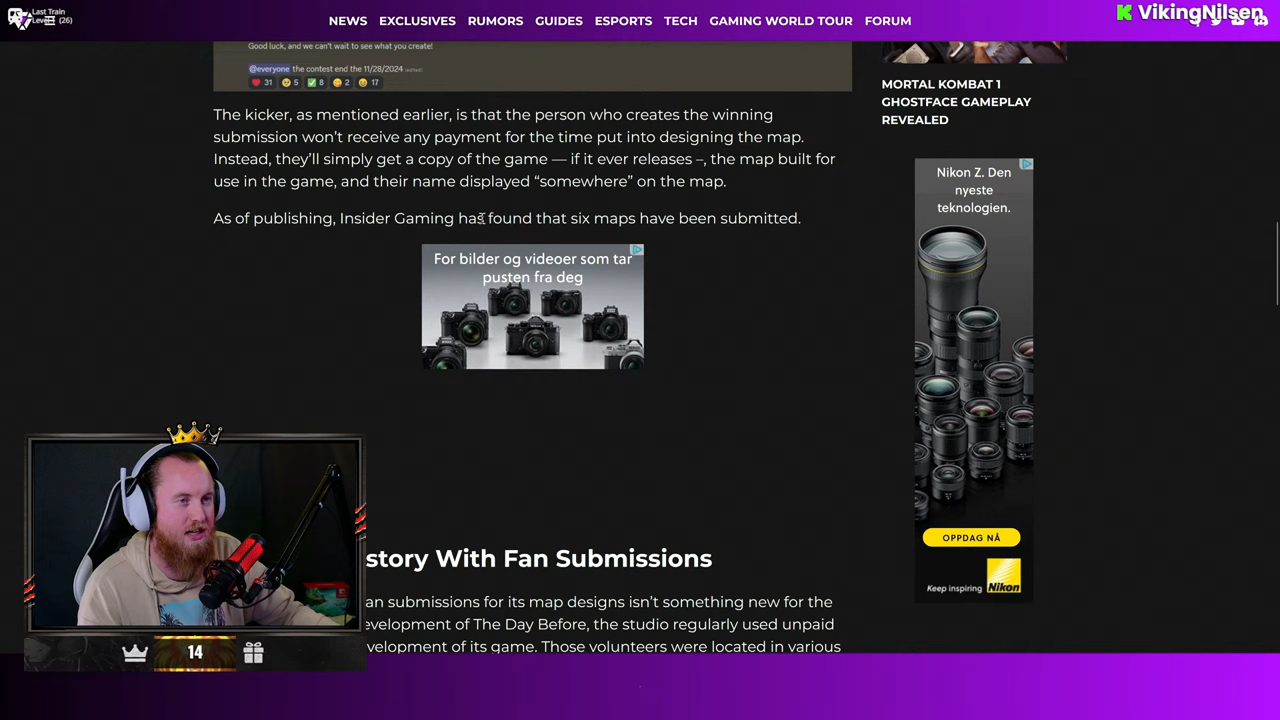 Last Train
Level (26)
NEWS EXCLUSIVES RUMORS GUIDES ESPORTS TECH GAMING WORLD TOUR FORUM
VikingNilsen
Good luck, and we can't wait to see what you create!
@everyone the contest end the 11/28/2024 (edited)
31 5 8 2 17
The kicker, as mentioned earlier, is that the person who creates the winning
submission won't receive any payment for the time put into designing the map.
Instead, they'll simply get a copy of the game — if it ever releases –, the map built for
use in the game, and their name displayed “somewhere” on the map.
As of publishing, Insider Gaming has found that six maps have been submitted.
For bilder og videoer som tar
pusten fra deg
MORTAL KOMBAT 1
GHOSTFACE GAMEPLAY
REVEALED
Nikon Z. Den
nyeste
teknologien.
OPPDAG NÅ
Keep inspiring
Nikon
story With Fan Submissions
an submissions for its map designs isn't something new for the
evelopment of The Day Before, the studio regularly used unpaid
velopment of its game. Those volunteers were located in various
14